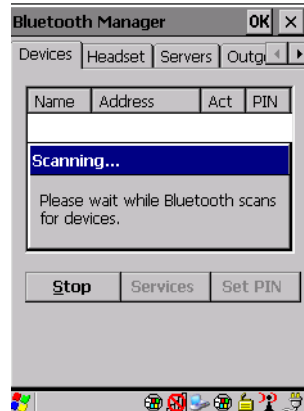 Bluetooth Manager OK ×
Devices Headset Servers Outg
Name Address Act PIN
Scanning...
Please wait while Bluetooth scans
for devices.
Stop Services Set PIN